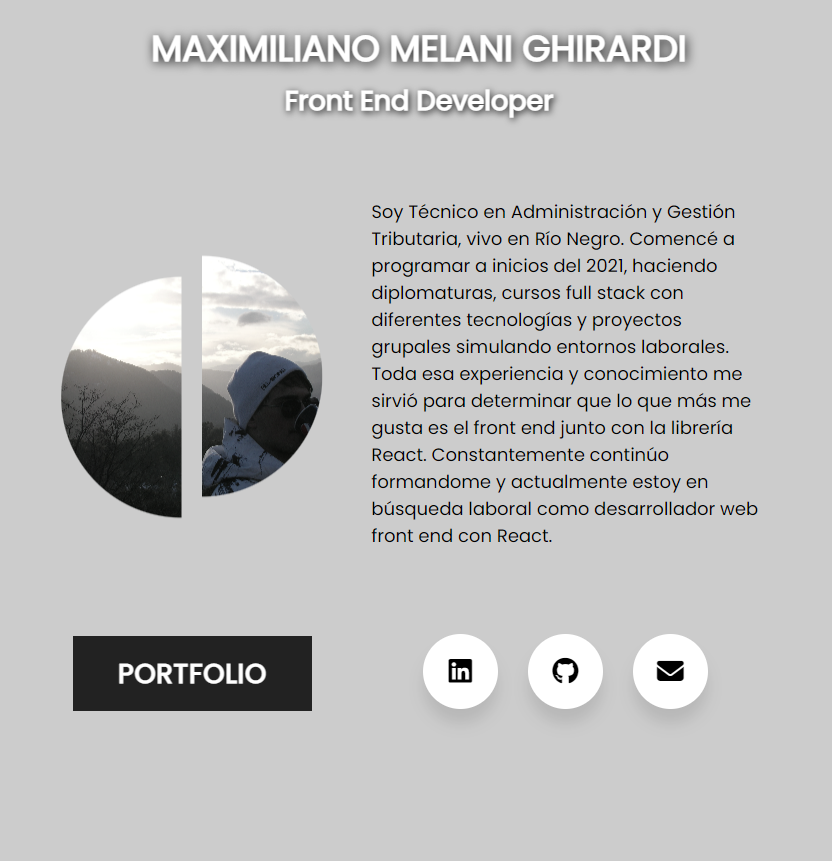 MAXIMILIANO MELANI GHIRARDI
Front End Developer
Soy Técnico en Administración y Gestión
Tributaria, vivo en Río Negro. Comencé a
programar a inicios del 2021, haciendo
diplomaturas, cursos full stack con
diferentes tecnologías y proyectos
grupales simulando entornos laborales.
Toda esa experiencia y conocimiento me
sirvió para determinar que lo que más me
gusta es el front end junto con la librería
React. Constantemente continúo
formandome y actualmente estoy en
búsqueda laboral como desarrollador web
front end con React.
PORTFOLIO
in